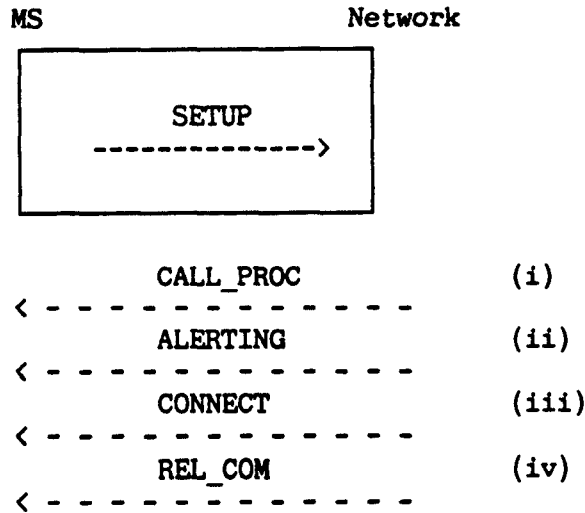 MS Network
SETUP
CALL_PROC (i)
ALERTING (ii)
CONNECT (iii)
REL_COM (iv)